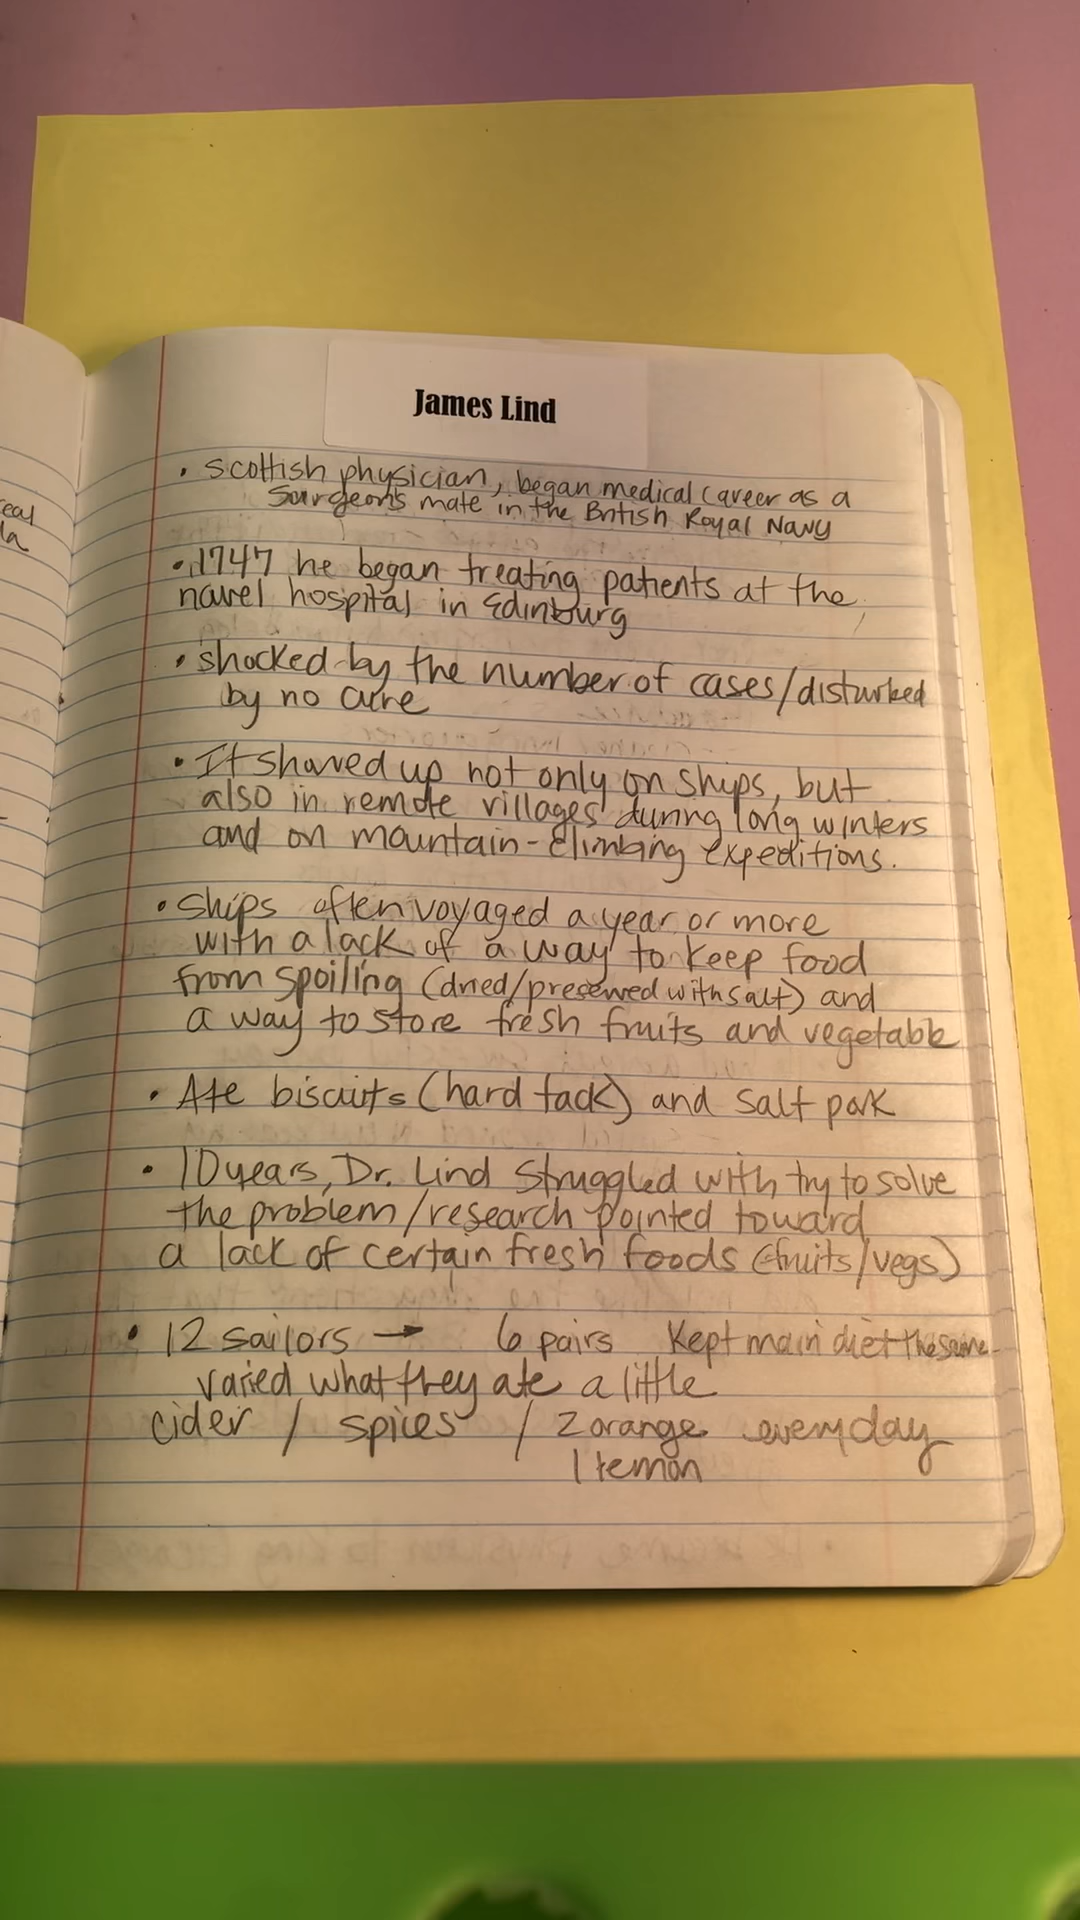 James Lind
• Scottish physician, began medical career as a
Surgeon's mate in the British Royal Navy
• 1747 he began treating patients at the
navel hospital in Edinburg
• shocked by the number of cases/disturbed
by no cure
• It showed up not only on ships, but
also in remote villages during long winters
and on mountain-climbing expeditions.
• Ships often voyaged a year or more
with a lack of a way to keep food
from spoiling (dried/preserved with salt) and
a way to store fresh fruits and vegetable
• Ate biscuits (hard tack) and salt pork
• 10 years, Dr. Lind struggled with try to solve
the problem/research pointed toward
a lack of certain fresh foods (fruits/vegs)
• 12 sailors → 6 pairs Kept main diet the same
varied what they ate a little
cider / spices / 2 orange everyday
1 lemon
eal
la